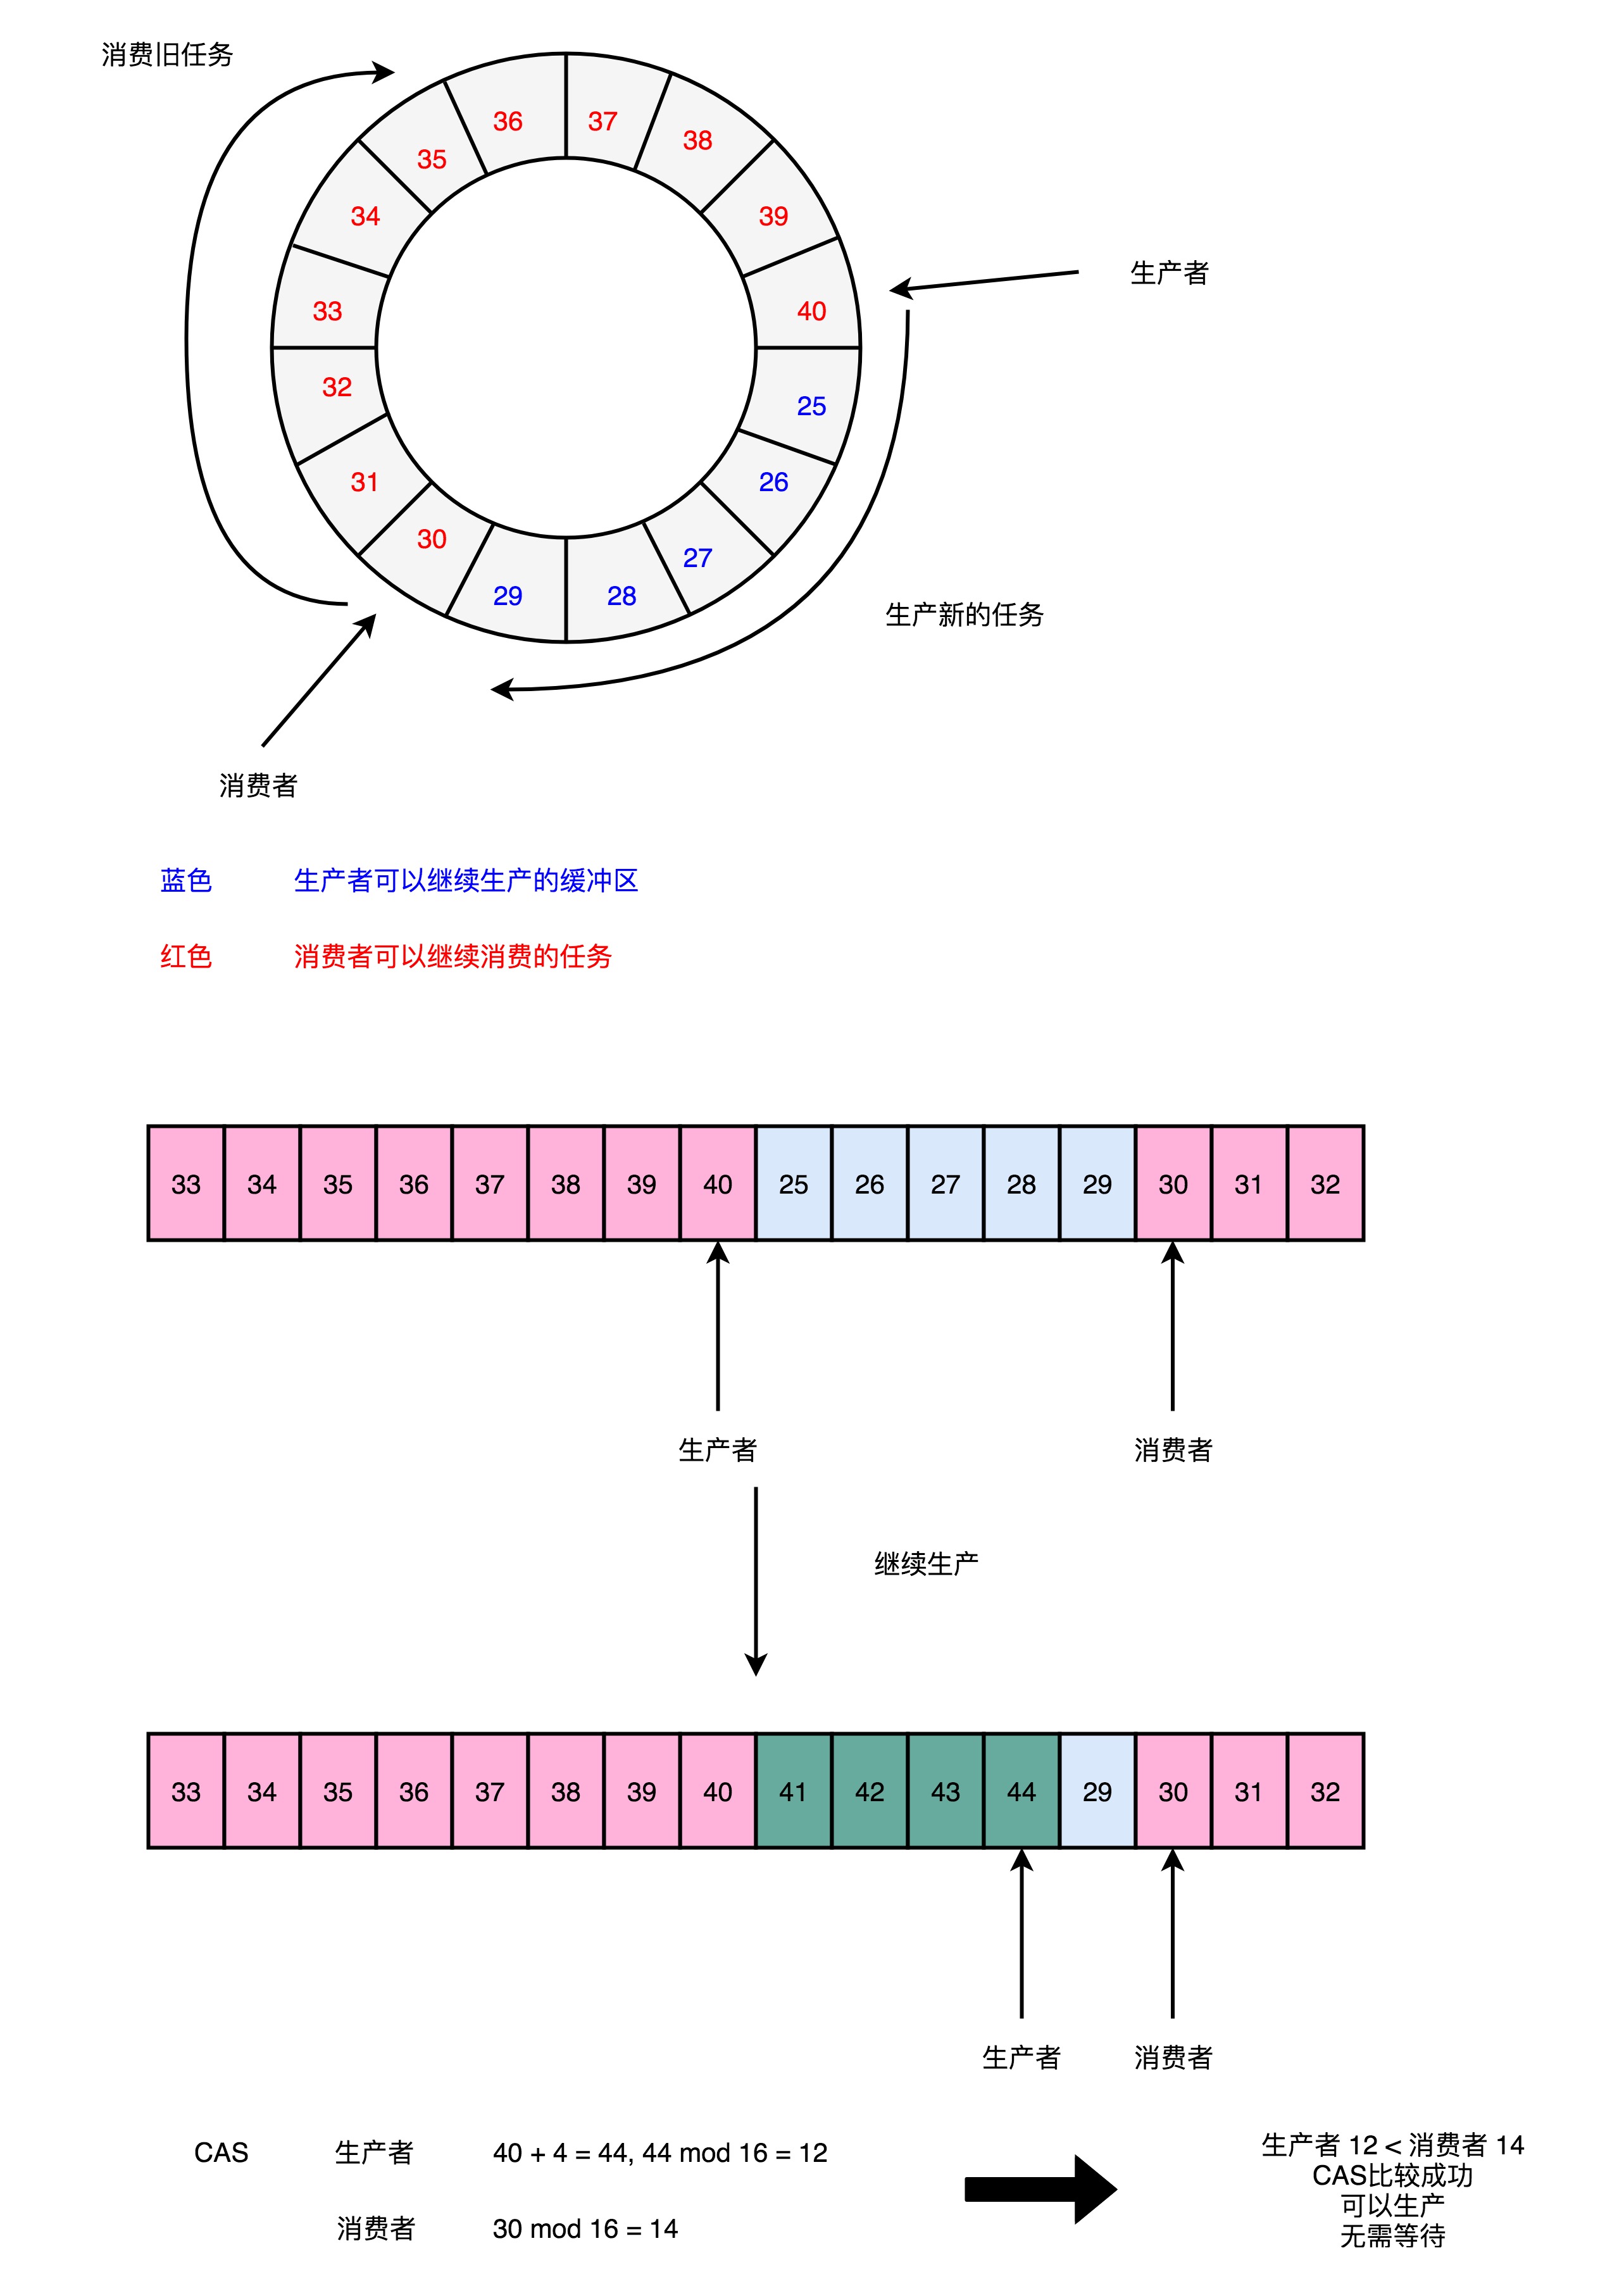 消费旧任务
36
37
35
38
34
39
生产者
33
40
32
25
31
26
30
27
29
28
生产新的任务
消费者
蓝色 生产者可以继续生产的缓冲区
红色 消费者可以继续消费的任务
33 34 35 36 37 38 39 40 25 26 27 28 29 30 31 32
生产者 消费者
继续生产
33 34 35 36 37 38 39 40 41 42 43 44 29 30 31 32
生产者 消费者
CAS 生产者 40 + 4 = 44, 44 mod 16 = 12
消费者 30 mod 16 = 14
生产者 12 < 消费者 14
CAS比较成功
可以生产
无需等待